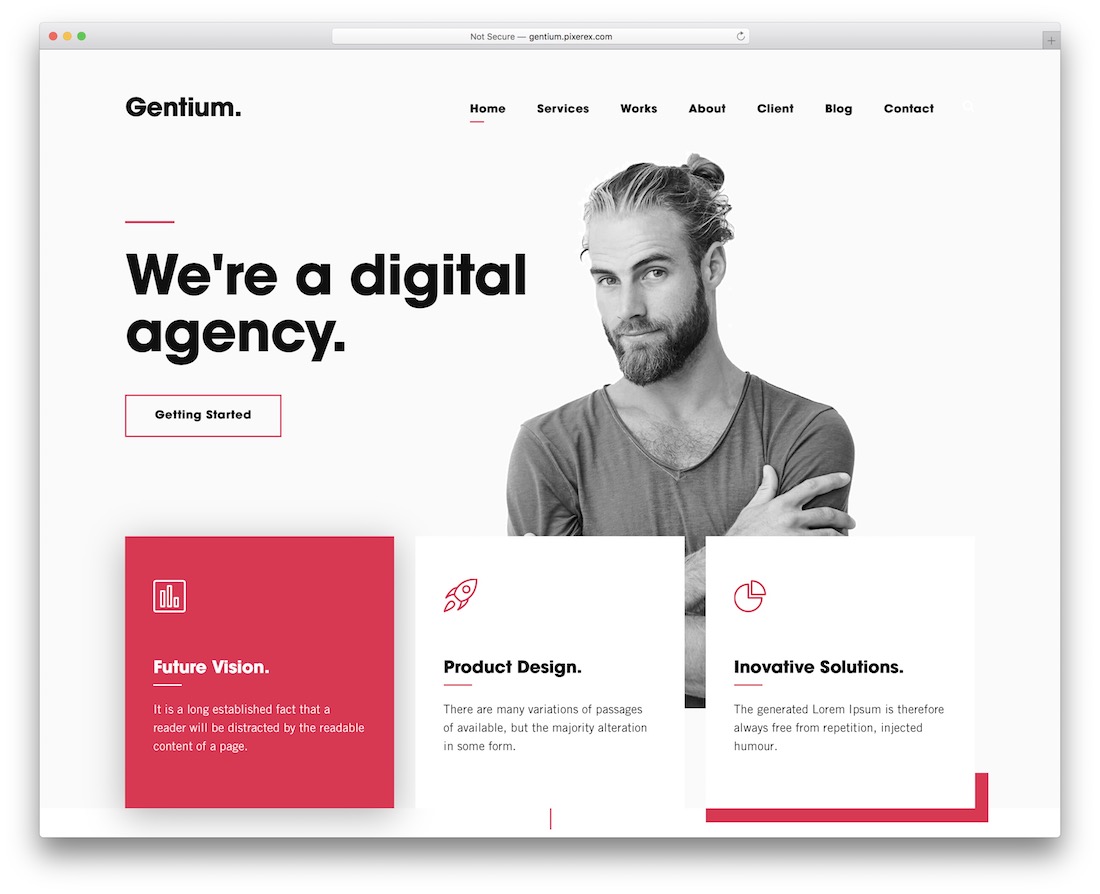 Not Secure — gentium.pixerex.com
Gentium.
Home Services Works About Client Blog Contact
We're a digital
agency.
Getting Started
Future Vision.
It is a long established fact that a
reader will be distracted by the readable
content of a page.
Product Design.
There are many variations of passages
of available, but the majority alteration
in some form.
Inovative Solutions.
The generated Lorem Ipsum is therefore
always free from repetition, injected
humour.